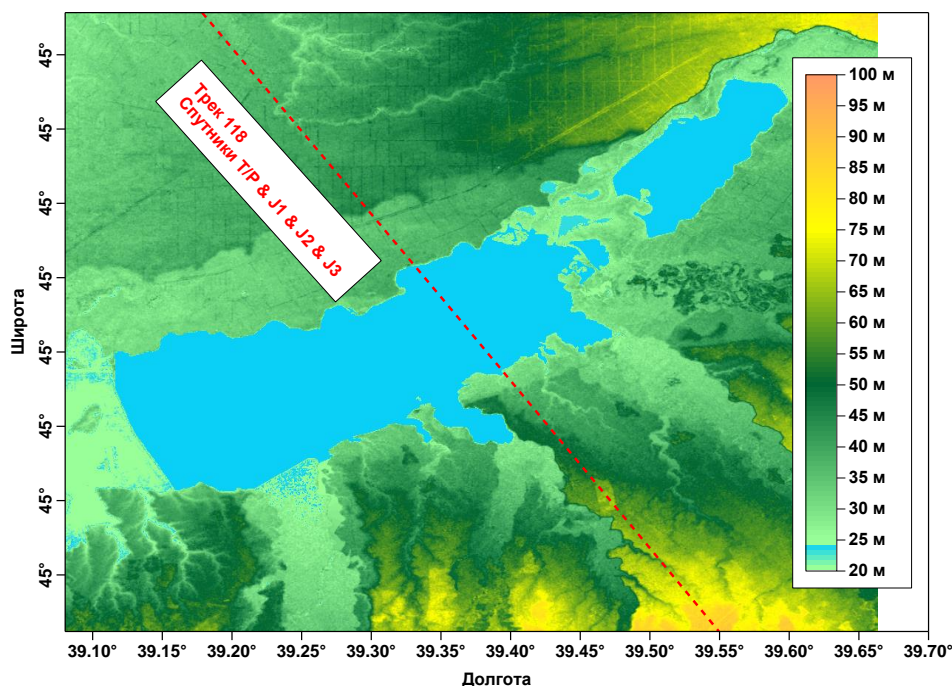 45°
45°
45°
45°
45°
45°
45°
45°
Широта
Трек 118
Спутники T/P & J1 & J2 & J3
100 м
95 м
90 м
85 м
80 м
75 м
70 м
65 м
60 м
55 м
50 м
45 м
40 м
35 м
30 м
25 м
20 м
39.10° 39.15° 39.20° 39.25° 39.30° 39.35° 39.40° 39.45° 39.50° 39.55° 39.60° 39.65° 39.70°
Долгота